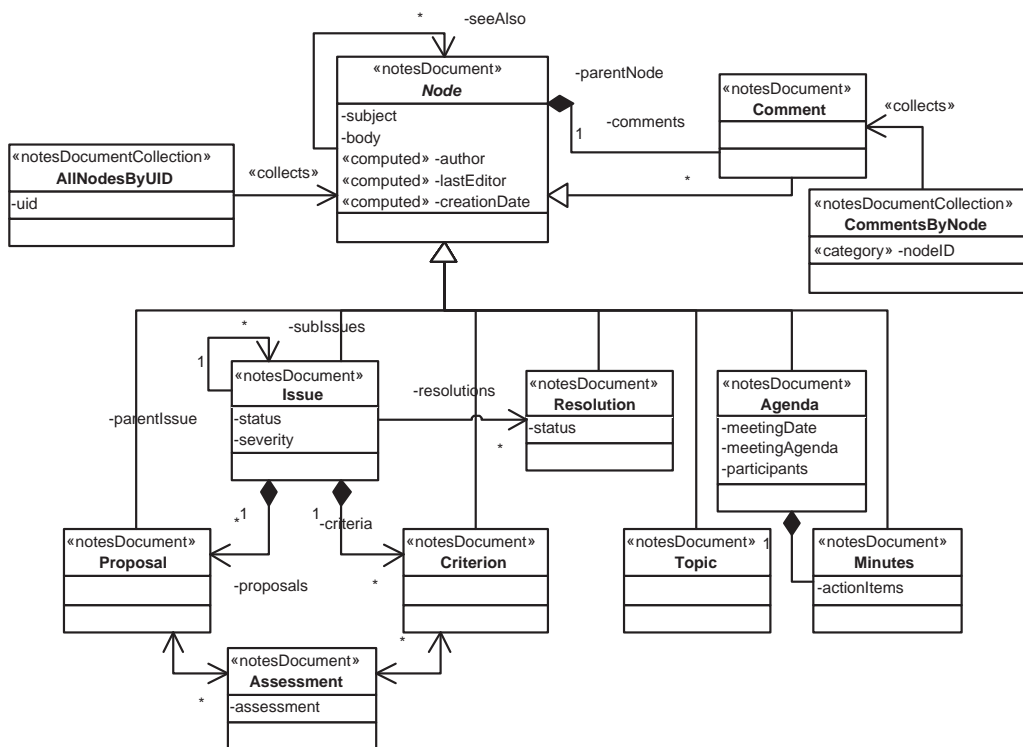 *
-seeAlso
«notesDocument»
Node
-subject
-body
«computed» -author
«computed» -lastEditor
«computed» -creationDate
-parentNode
1
-comments
*
«notesDocument»
Comment
«collects»
«notesDocumentCollection»
CommentsByNode
«category» -nodeID
«notesDocumentCollection»
AllNodesByUID
-uid
«collects»
*
-subIssues
1
-parentIssue
«notesDocument»
Issue
-status
-severity
-resolutions
*
«notesDocument»
Resolution
-status
«notesDocument»
Agenda
-meetingDate
-meetingAgenda
-participants
*
1
1
-criteria
-proposals
*
«notesDocument»
Proposal
«notesDocument»
Criterion
«notesDocument»
Topic
1
«notesDocument»
Minutes
-actionItems
*
*
«notesDocument»
Assessment
-assessment